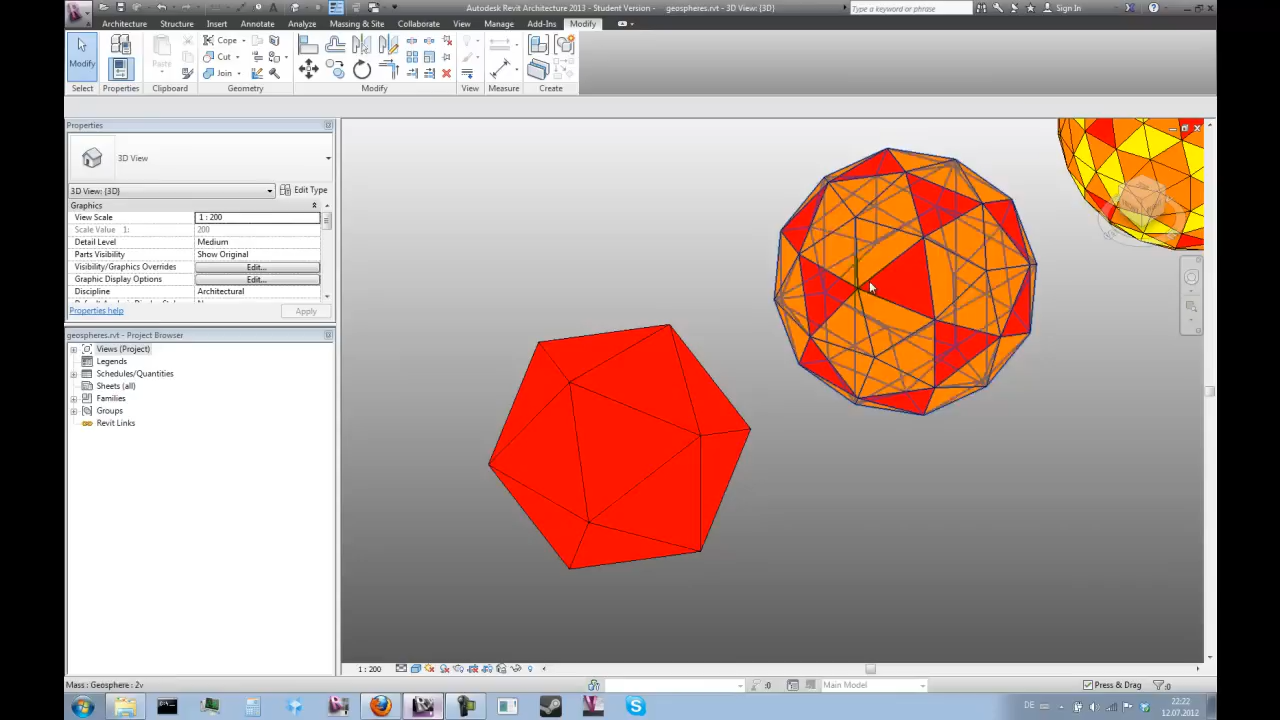 Autodesk Revit Architecture 2013 - Student Version - geospheres.rvt - 3D View: {3D}
Type a keyword or phrase
Sign In
Architecture Structure Insert Annotate Analyze Massing & Site Collaborate View Manage Add-Ins Modify
Modify
Paste
Cope
Cut
Join
Select Properties Clipboard Geometry Modify View Measure Create
Properties
3D View
3D View: {3D}
Edit Type
Graphics
View Scale 1 : 200
Scale Value 1: 200
Detail Level Medium
Parts Visibility Show Original
Visibility/Graphics Overrides Edit...
Graphic Display Options Edit...
Discipline Architectural
Properties help
Apply
geospheres.rvt - Project Browser
Views (Project)
Legends
Schedules/Quantities
Sheets (all)
Families
Groups
Revit Links
1 : 200
Mass : Geosphere : 2v
:0
Main Model
Press & Drag
:0
DE
22:22
12.07.2012